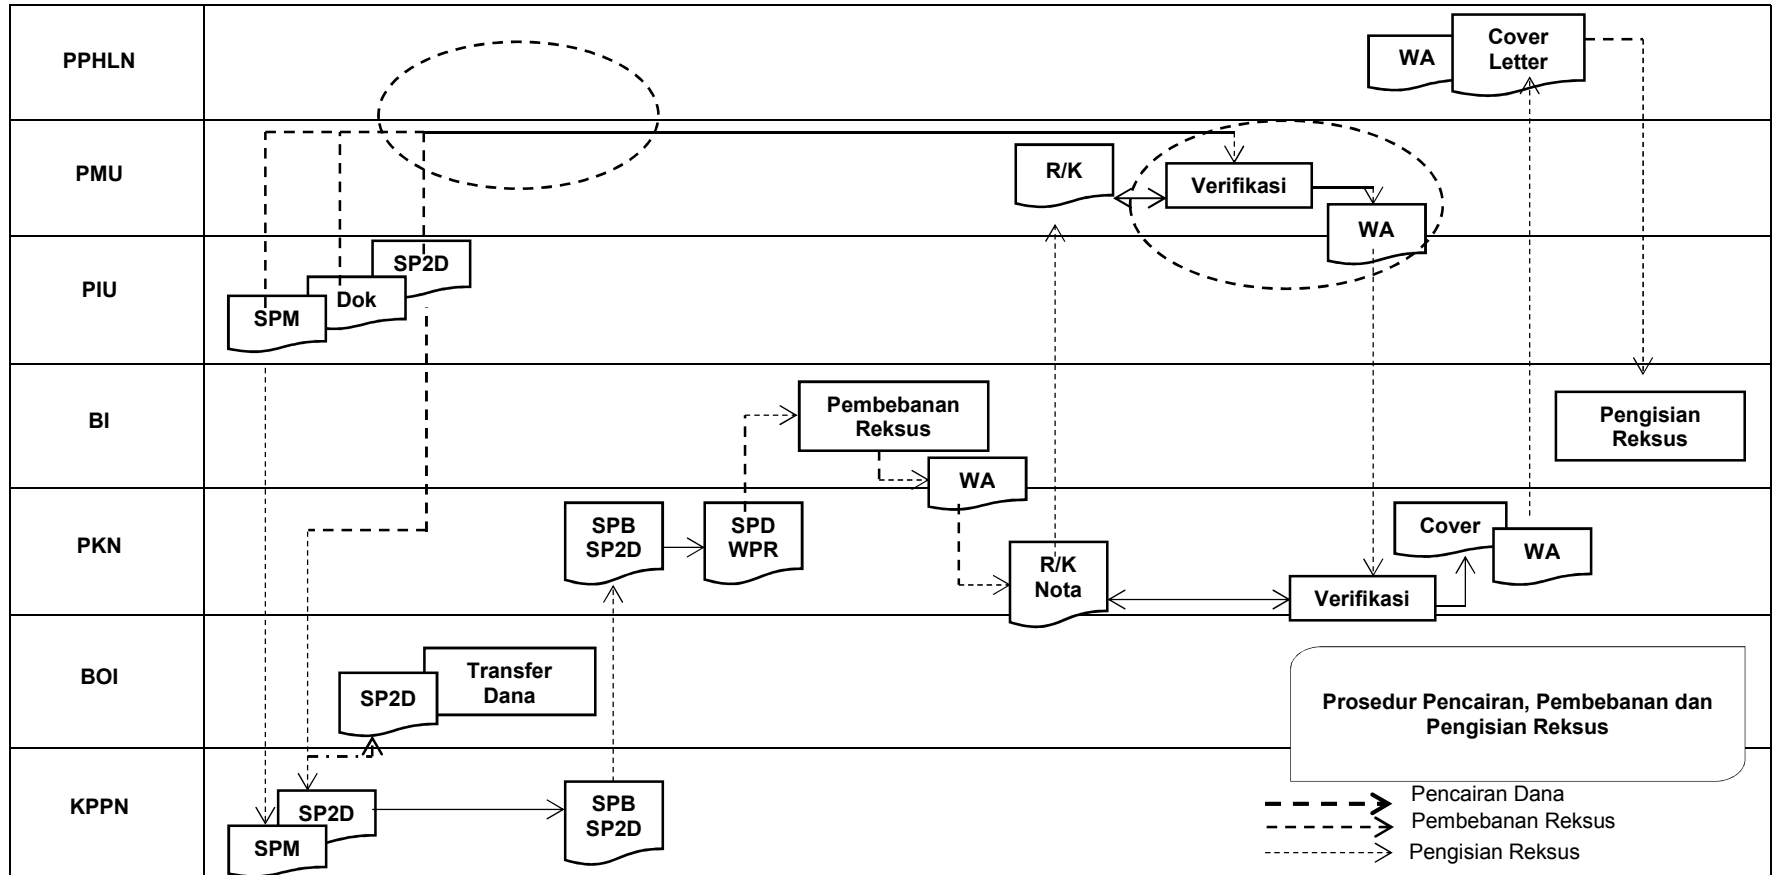 PPHLN
WA
Cover
Letter
PMU
R/K
Verifikasi
WA
PIU
SP2D
Dok
SPM
BI
Pembebanan
Reksus
WA
Pengisian
Reksus
PKN
SPB
SP2D
SPD
WPR
R/K
Nota
Verifikasi
Cover
WA
BOI
SP2D
Transfer
Dana
Prosedur Pencairan, Pembebanan dan
Pengisian Reksus
KPPN
SP2D
SPM
SPB
SP2D
Pencairan Dana
Pembebanan Reksus
Pengisian Reksus